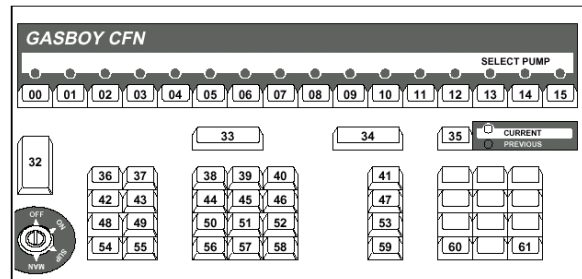 GASBOY CFN
SELECT PUMP
00 01 02 03 04 05 06 07 08 09 10 11 12 13 14 15
33 34 35 CURRENT
PREVIOUS
32
36 37 38 39 40 41
42 43 44 45 46 47
48 49 50 51 52 53
54 55 56 57 58 59 60 61
OFF
ON
SUP
MAN